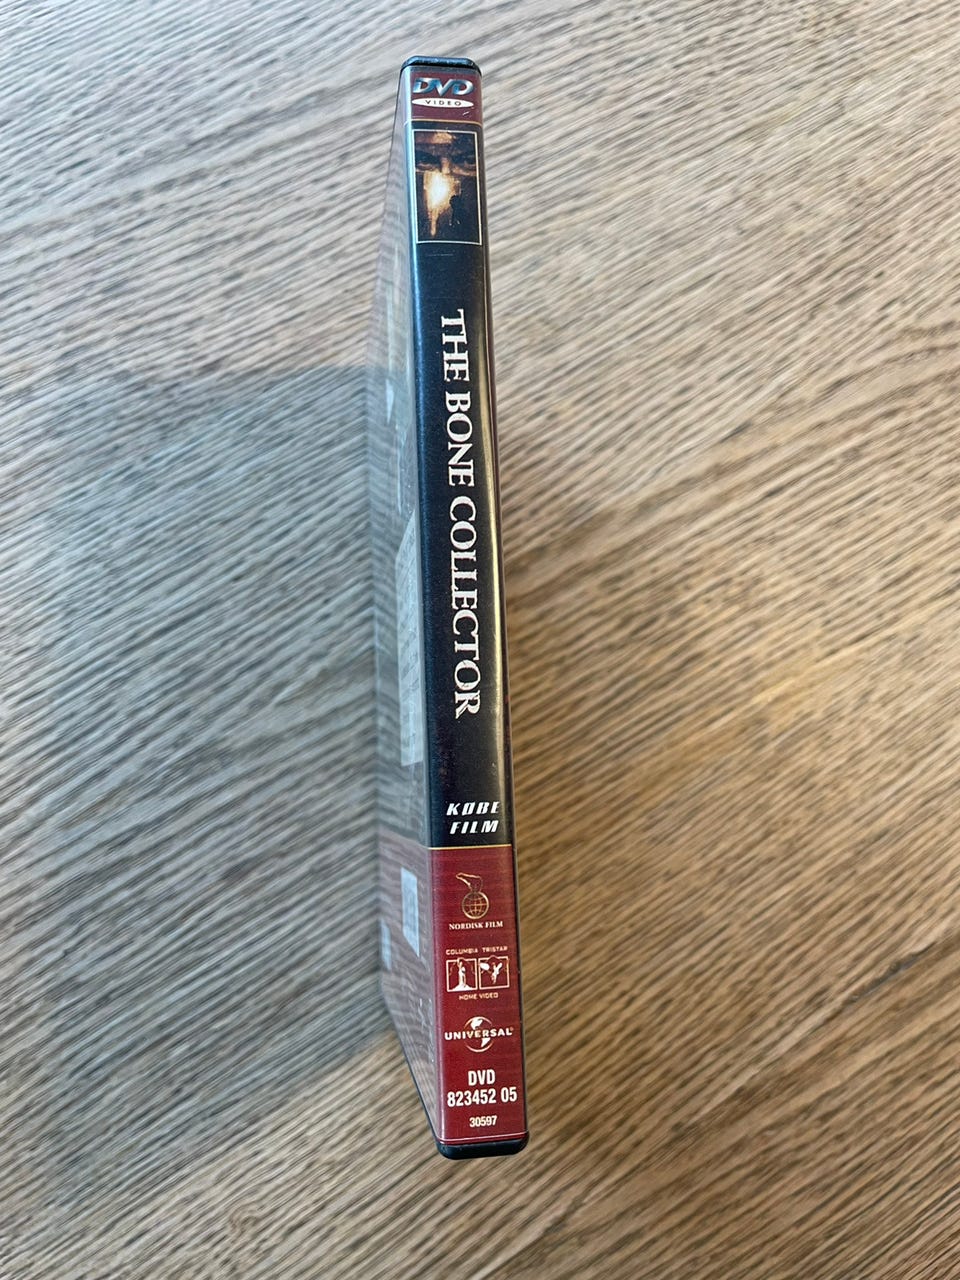 DVD
VIDEO
THE BONE COLLECTOR
KØBE
FILM
NORDISK FILM
COLUMBIA TRISTAR
HOME VIDEO
UNIVERSAL
DVD
823452 05
30597